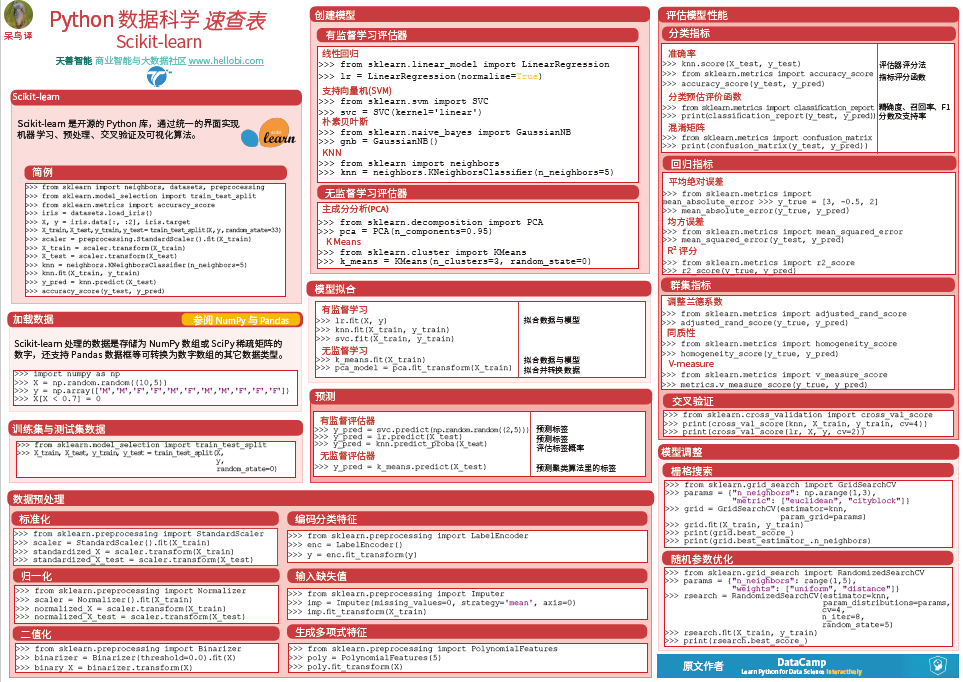 Python 数据科学 速查表
Scikit-learn
呆鸟译
天善智能 商业智能与大数据社区 www.hellobi.com
Scikit-learn
Scikit-learn 是开源的 Python 库，通过统一的界面实现
机器学习、预处理、交叉验证及可视化算法。
learn
简例
>>> from sklearn import neighbors, datasets, preprocessing
>>> from sklearn.model_selection import train_test_split
>>> from sklearn.metrics import accuracy_score
>>> iris = datasets.load_iris()
>>> X, y = iris.data[:, :2], iris.target
>>> X_train, X_test, y_train, y_test = train_test_split(X, y, random_state=33)
>>> scaler = preprocessing.StandardScaler().fit(X_train)
>>> X_train = scaler.transform(X_train)
>>> X_test = scaler.transform(X_test)
>>> knn = neighbors.KNeighborsClassifier(n_neighbors=5)
>>> knn.fit(X_train, y_train)
>>> y_pred = knn.predict(X_test)
>>> accuracy_score(y_test, y_pred)
加载数据
参阅 NumPy 与 Pandas
Scikit-learn 处理的数据是存储为 NumPy 数组或 SciPy 稀疏矩阵的
数字，还支持 Pandas 数据框等可转换为数字数组的其它数据类型。
>>> import numpy as np
>>> X = np.random.random((10,5))
>>> y = np.array(['M','M','F','F','M','F','M','M','F','F','F'])
>>> X[X < 0.7] = 0
训练集与测试集数据
>>> from sklearn.model_selection import train_test_split
>>> X_train, X_test, y_train, y_test = train_test_split(X,
y,
random_state=0)
数据预处理
标准化
>>> from sklearn.preprocessing import StandardScaler
>>> scaler = StandardScaler().fit(X_train)
>>> standardized_X = scaler.transform(X_train)
>>> standardized_X_test = scaler.transform(X_test)
归一化
>>> from sklearn.preprocessing import Normalizer
>>> scaler = Normalizer().fit(X_train)
>>> normalized_X = scaler.transform(X_train)
>>> normalized_X_test = scaler.transform(X_test)
二值化
>>> from sklearn.preprocessing import Binarizer
>>> binarizer = Binarizer(threshold=0.0).fit(X)
>>> binary_X = binarizer.transform(X)
编码分类特征
>>> from sklearn.preprocessing import LabelEncoder
>>> enc = LabelEncoder()
>>> y = enc.fit_transform(y)
输入缺失值
>>> from sklearn.preprocessing import Imputer
>>> imp = Imputer(missing_values=0, strategy='mean', axis=0)
>>> imp.fit_transform(X_train)
生成多项式特征
>>> from sklearn.preprocessing import PolynomialFeatures
>>> poly = PolynomialFeatures(5)
>>> poly.fit_transform(X)
创建模型
有监督学习评估器
线性回归
>>> from sklearn.linear_model import LinearRegression
>>> lr = LinearRegression(normalize=True)
支持向量机(SVM)
>>> from sklearn.svm import SVC
>>> svc = SVC(kernel='linear')
朴素贝叶斯
>>> from sklearn.naive_bayes import GaussianNB
>>> gnb = GaussianNB()
KNN
>>> from sklearn import neighbors
>>> knn = neighbors.KNeighborsClassifier(n_neighbors=5)
无监督学习评估器
主成分分析(PCA)
>>> from sklearn.decomposition import PCA
>>> pca = PCA(n_components=0.95)
K Means
>>> from sklearn.cluster import KMeans
>>> k_means = KMeans(n_clusters=3, random_state=0)
模型拟合
有监督学习
>>> lr.fit(X, y)
拟合数据与模型
>>> knn.fit(X_train, y_train)
>>> svc.fit(X_train, y_train)
无监督学习
>>> k_means.fit(X_train)
拟合数据与模型
>>> pca_model = pca.fit_transform(X_train)
拟合并转换数据
预测
有监督评估器
>>> y_pred = svc.predict(np.random.random((2,5)))
预测标签
>>> y_pred = lr.predict(X_test)
预测标签
>>> y_pred = knn.predict_proba(X_test)
评估标签概率
无监督评估器
>>> y_pred = k_means.predict(X_test)
预测聚类算法里的标签
评估模型性能
分类指标
准确率
>>> knn.score(X_test, y_test)
评估器评分法
>>> from sklearn.metrics import accuracy_score
指标评分函数
>>> accuracy_score(y_test, y_pred)
分类预估评价函数
>>> from sklearn.metrics import classification_report
精确度、召回率、F1
>>> print(classification_report(y_test, y_pred))
分数及支持率
混淆矩阵
>>> from sklearn.metrics import confusion_matrix
>>> print(confusion_matrix(y_test, y_pred))
回归指标
平均绝对误差
>>> from sklearn.metrics import
mean_absolute_error >>> y_true = [3, -0.5, 2]
>>> mean_absolute_error(y_true, y_pred)
均方误差
>>> from sklearn.metrics import mean_squared_error
>>> mean_squared_error(y_test, y_pred)
R² 评分
>>> from sklearn.metrics import r2_score
>>> r2_score(y_true, y_pred)
群集指标
调整兰德系数
>>> from sklearn.metrics import adjusted_rand_score
>>> adjusted_rand_score(y_true, y_pred)
同质性
>>> from sklearn.metrics import homogeneity_score
>>> homogeneity_score(y_true, y_pred)
V-measure
>>> from sklearn.metrics import v_measure_score
>>> metrics.v_measure_score(y_true, y_pred)
交叉验证
>>> from sklearn.cross_validation import cross_val_score
>>> print(cross_val_score(knn, X_train, y_train, cv=4))
>>> print(cross_val_score(lr, X, y, cv=2))
模型调整
栅格搜索
>>> from sklearn.grid_search import GridSearchCV
>>> params = {"n_neighbors": np.arange(1,3),
"metric": ["euclidean", "cityblock"]}
>>> grid = GridSearchCV(estimator=knn,
param_grid=params)
>>> grid.fit(X_train, y_train)
>>> print(grid.best_score_)
>>> print(grid.best_estimator_.n_neighbors)
随机参数优化
>>> from sklearn.grid_search import RandomizedSearchCV
>>> params = {"n_neighbors": range(1,5),
"weights": ["uniform", "distance"]}
>>> rsearch = RandomizedSearchCV(estimator=knn,
param_distributions=params,
cv=4,
n_iter=8,
random_state=5)
>>> rsearch.fit(X_train, y_train)
>>> print(rsearch.best_score_)
原文作者
DataCamp
Learn Python for Data Science Interactively